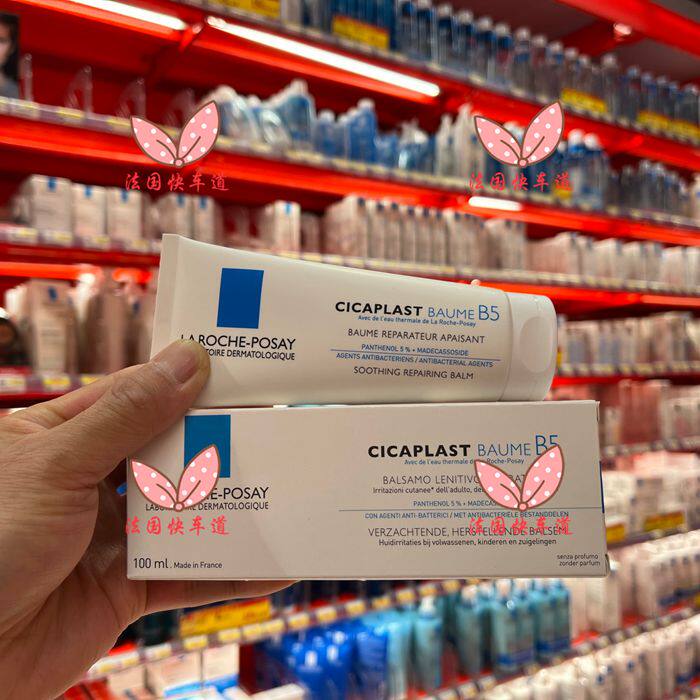 法国快车道
法国快车道
LA ROCHE-POSAY
LABORATOIRE DERMATOLOGIQUE
CICAPLAST BAUME B5
Avec de l'eau thermale de La Roche-Posay
BAUME REPARATEUR APAISANT
PANTHENOL 5% + MADECASSOSIDE
AGENTS ANTIBACTERIENS / ANTIBACTERIAL AGENTS
SOOTHING REPAIRING BALM
CHE-POSAY
DERMATOLOGIQUE
法国快车道
100 ml. Made in France
CICAPLAST BAUME B5
Avec de l'eau thermale de La Roche-Posay
BALSAMO LENITIVO
Irritazioni cutanee* dell'adulto,
PANTHENOL 5% +
CON AGENTI ANTI-BATTERICI / MET ANTIBACTERIËLE BESTANDDELEN
法国快车道
VERZACHTENDE, HERSTELLENDE BALSEM
Huidirritaties bij volwassenen, kinderen en zuigelingen
senza profumo
zonder parfum